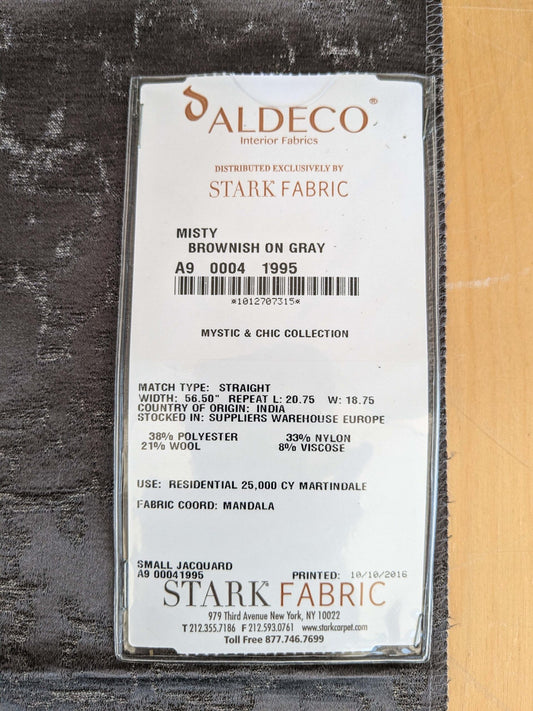 ALDECO®
Interior Fabrics
DISTRIBUTED EXCLUSIVELY BY
STARK FABRIC
MISTY
BROWNISH ON GRAY
A9 0004 1995
*1012707315*
MYSTIC & CHIC COLLECTION
MATCH TYPE: STRAIGHT
WIDTH: 56.50" REPEAT L: 20.75 W: 18.75
COUNTRY OF ORIGIN: INDIA
STOCKED IN: SUPPLIERS WAREHOUSE EUROPE
38% POLYESTER 33% NYLON
21% WOOL 8% VISCOSE
USE: RESIDENTIAL 25,000 CY MARTINDALE
FABRIC COORD: MANDALA
SMALL JACQUARD
A9 00041995 PRINTED: 10/10/2016
STARK® FABRIC
979 Third Avenue New York, NY 10022
T 212.355.7186 F 212.593.0761 www.starkcarpet.com
Toll Free 877.746.7699